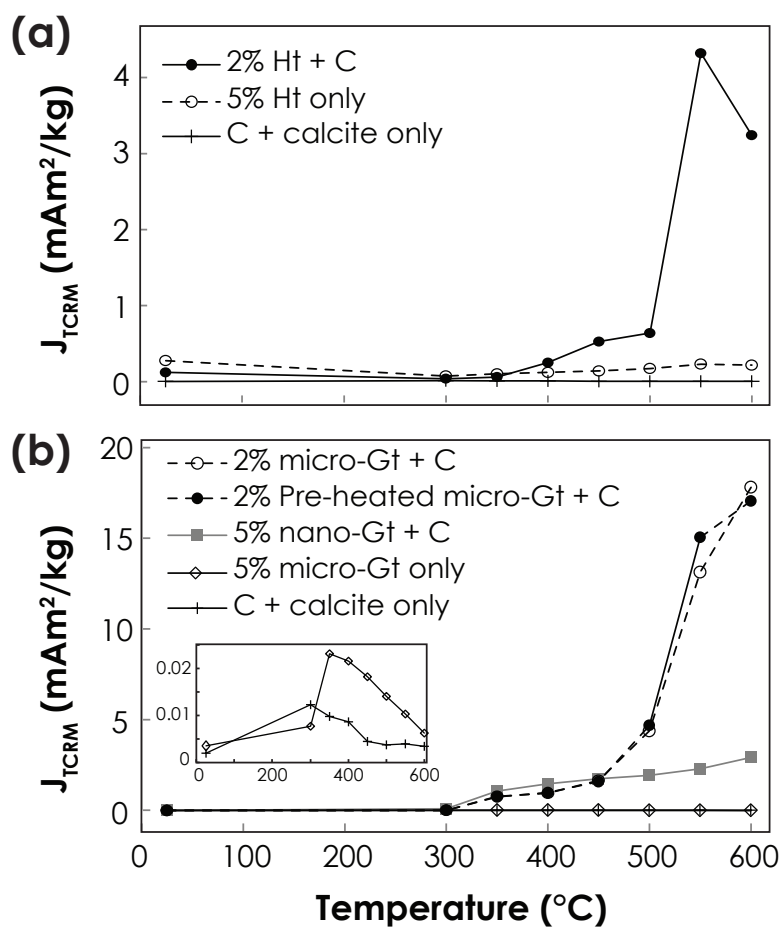 (a)
2% Ht + C
5% Ht only
C + calcite only
4
3
2
1
0
J_TCRM (mAm²/kg)
(b)
2% micro-Gt + C
2% Pre-heated micro-Gt + C
5% nano-Gt + C
5% micro-Gt only
C + calcite only
20
15
10
5
0
J_TCRM (mAm²/kg)
0.02
0.01
0
0 200 400 600
0 100 200 300 400 500 600
Temperature (°C)